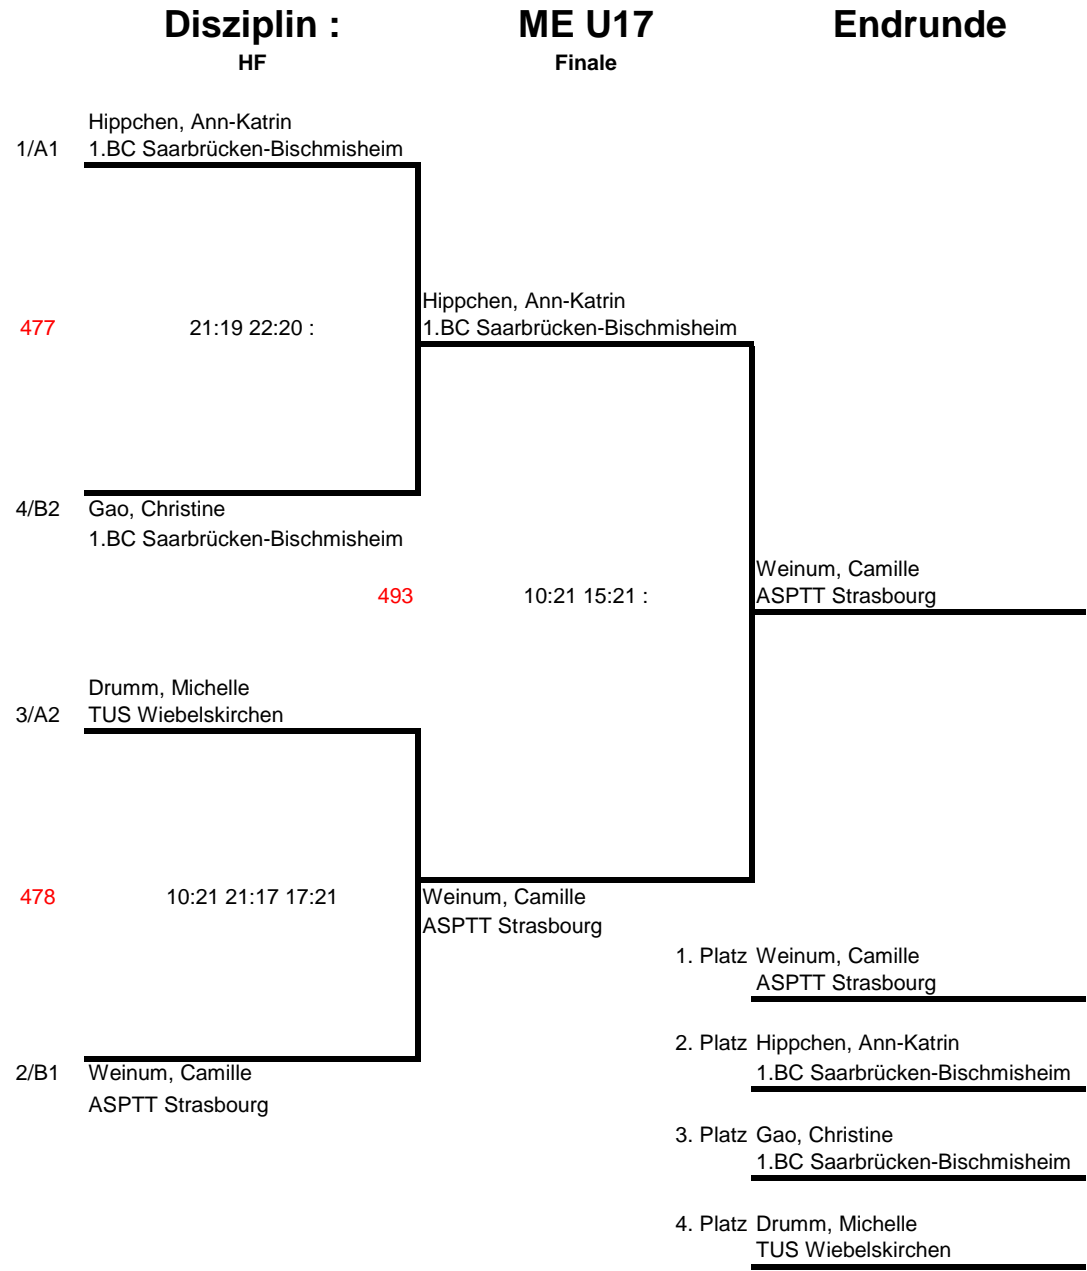 Disziplin : ME U17 Endrunde
HF Finale
Hippchen, Ann-Katrin
1/A1 1.BC Saarbrücken-Bischmisheim
Hippchen, Ann-Katrin
477 21:19 22:20 : 1.BC Saarbrücken-Bischmisheim
4/B2 Gao, Christine
1.BC Saarbrücken-Bischmisheim
Weinum, Camille
493 10:21 15:21 : ASPTT Strasbourg
Drumm, Michelle
3/A2 TUS Wiebelskirchen
478 10:21 21:17 17:21 Weinum, Camille
ASPTT Strasbourg
1. Platz Weinum, Camille
ASPTT Strasbourg
2. Platz Hippchen, Ann-Katrin
2/B1 Weinum, Camille 1.BC Saarbrücken-Bischmisheim
ASPTT Strasbourg
3. Platz Gao, Christine
1.BC Saarbrücken-Bischmisheim
4. Platz Drumm, Michelle
TUS Wiebelskirchen